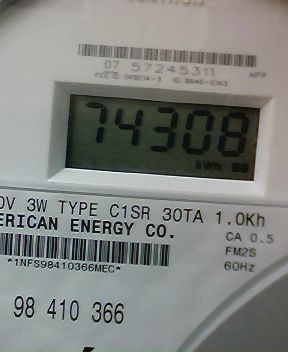 07 57245311
HPP
74308
kWh
0V 3W TYPE C1SR 30TA 1.0Kh
ERICAN ENERGY CO.
CA 0.5
FM2S
60Hz
*1NFS98410366MEC*
98 410 366